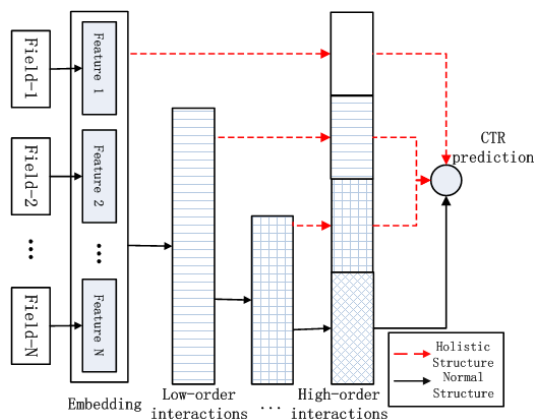 Field-1
Feature 1
Field-2
Feature 2
...
...
Field-N
Feature N
CTR
prediction
Embedding
Low-order
interactions
...
High-order
interactions
Holistic
Structure
Normal
Structure